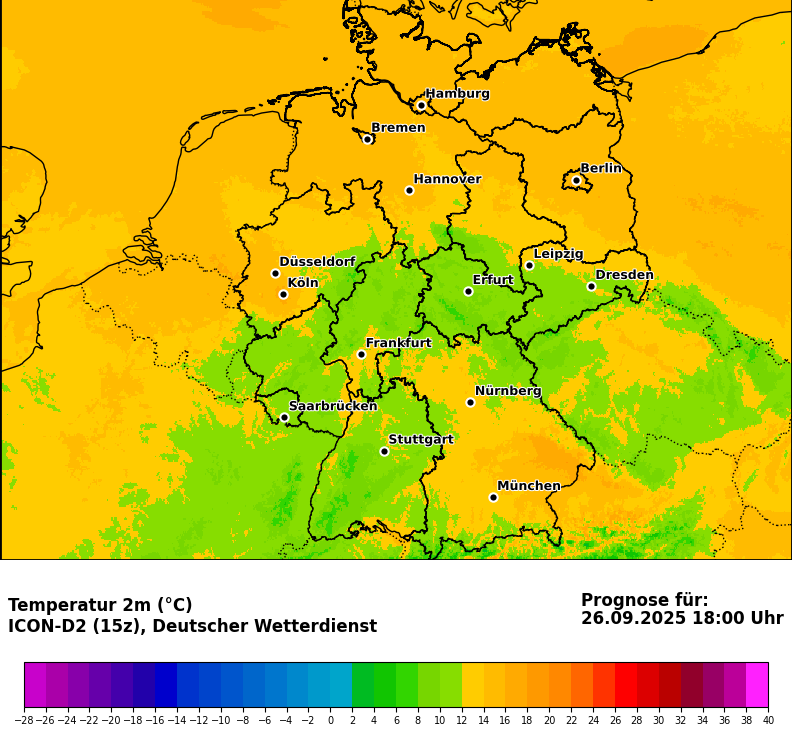 Hamburg
Bremen
Berlin
Hannover
Leipzig
Düsseldorf
Dresden
Erfurt
Köln
Frankfurt
Nürnberg
Saarbrücken
Stuttgart
München
Temperatur 2m (°C)
ICON-D2 (15z), Deutscher Wetterdienst
Prognose für:
26.09.2025 18:00 Uhr
−28 −26 −24 −22 −20 −18 −16 −14 −12 −10 −8 −6 −4 −2 0 2 4 6 8 10 12 14 16 18 20 22 24 26 28 30 32 34 36 38 40